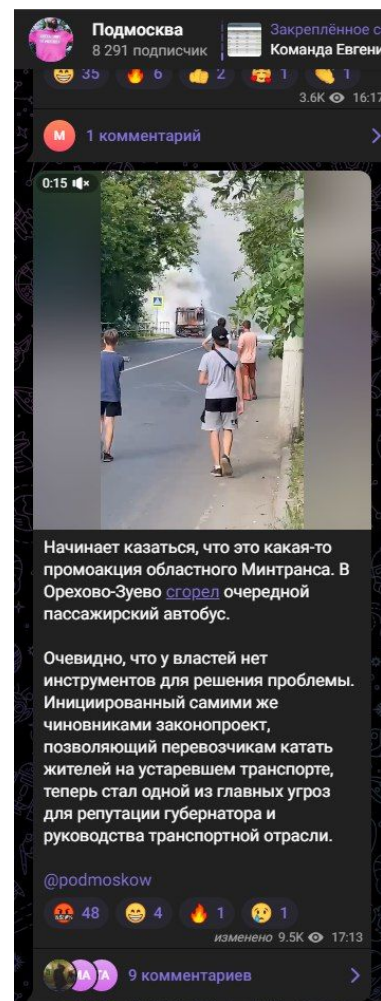 Подмосква
8 291 подписчик
Закреплённое с
Команда Евгени
35 6 2 1 1
3.6K 16:17
М 1 комментарий
0:15
Начинает казаться, что это какая-то
промоакция областного Минтранса. В
Орехово-Зуево сгорел очередной
пассажирский автобус.
Очевидно, что у властей нет
инструментов для решения проблемы.
Инициированный самими же
чиновниками законопроект,
позволяющий перевозчикам катать
жителей на устаревшем транспорте,
теперь стал одной из главных угроз
для репутации губернатора и
руководства транспортной отрасли.
@podmoskow
48 4 1 1
изменено 9.5K 17:13
9 комментариев